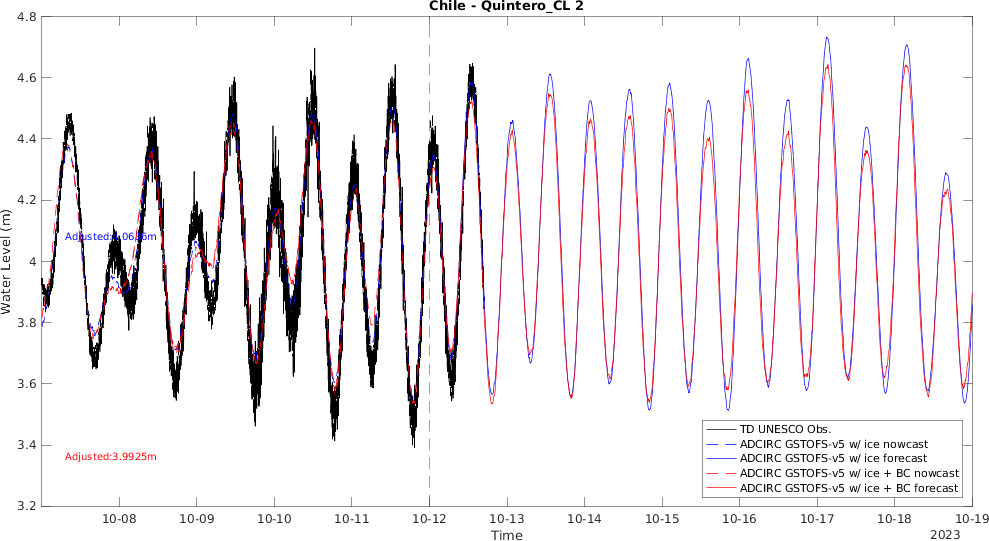 Chile - Quintero_CL 2
4.8
4.6
4.4
4.2
4
3.8
3.6
3.4
3.2
Water Level (m)
Adjusted:
Adjusted:3.9925m
TD UNESCO Obs.
ADCIRC GSTOFS-v5 w/ ice nowcast
ADCIRC GSTOFS-v5 w/ ice forecast
ADCIRC GSTOFS-v5 w/ ice + BC nowcast
ADCIRC GSTOFS-v5 w/ ice + BC forecast
10-08 10-09 10-10 10-11 10-12 10-13 10-14 10-15 10-16 10-17 10-18 10-19
Time
2023